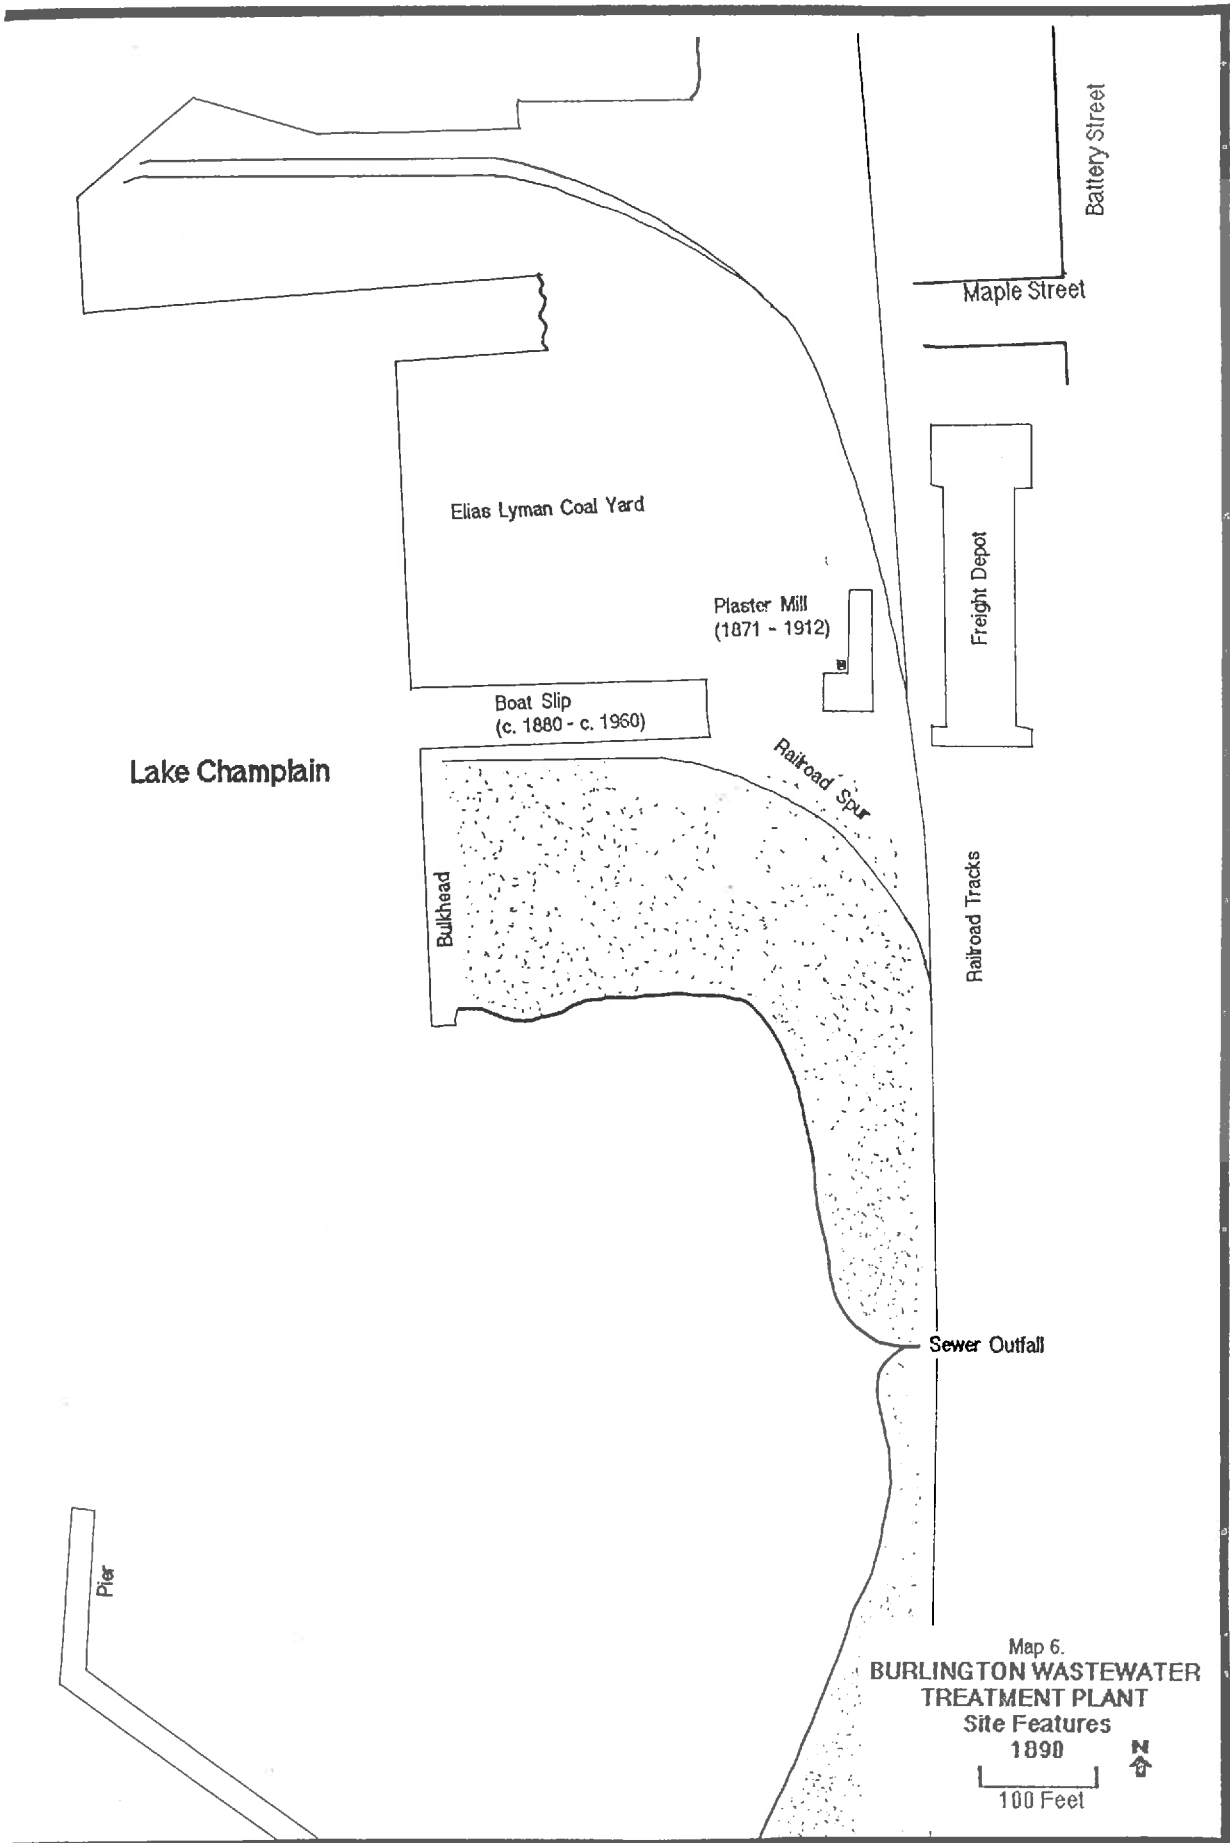 Battery Street
Maple Street
Elias Lyman Coal Yard
Freight Depot
Plaster Mill
(1871 - 1912)
Boat Slip
(c. 1880 - c. 1960)
Railroad Spur
Lake Champlain
Bulkhead
Railroad Tracks
Sewer Outfall
Pier
Map 6.
BURLINGTON WASTEWATER
TREATMENT PLANT
Site Features
1890
N
100 Feet